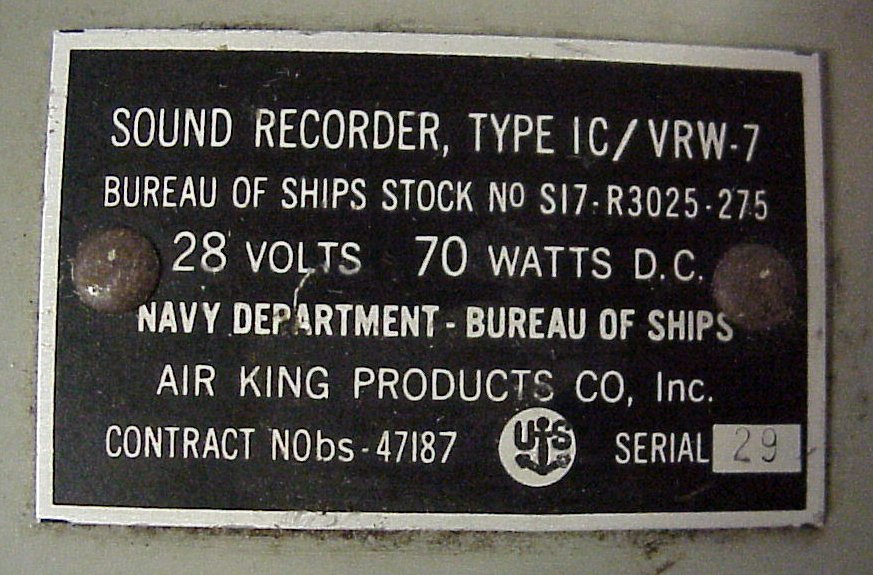 SOUND RECORDER, TYPE IC/VRW-7
BUREAU OF SHIPS STOCK No S17-R3025-275
28 VOLTS 70 WATTS D.C.
NAVY DEPARTMENT - BUREAU OF SHIPS
AIR KING PRODUCTS CO, Inc.
CONTRACT NObs-47187 US SERIAL 29